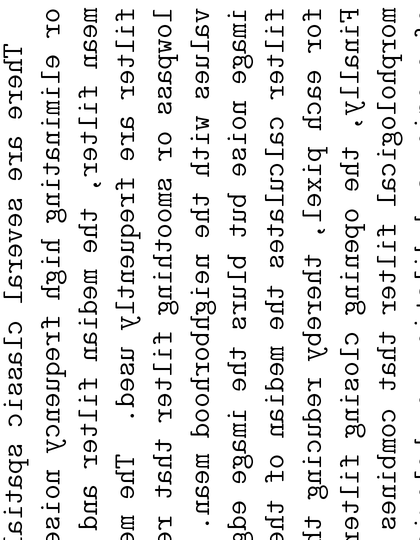 There are several classic spatial
or eliminating high frequency noise
mean filter, the median filter and
lowpass or smoothing filter that re
filter are frequently used. The me
values with the neighborhood mean.
image noise but blurs the image edge
filter calculates the median of the
for each pixel, thereby reducing th
Finally, the opening closing filter
morphological filter that combines